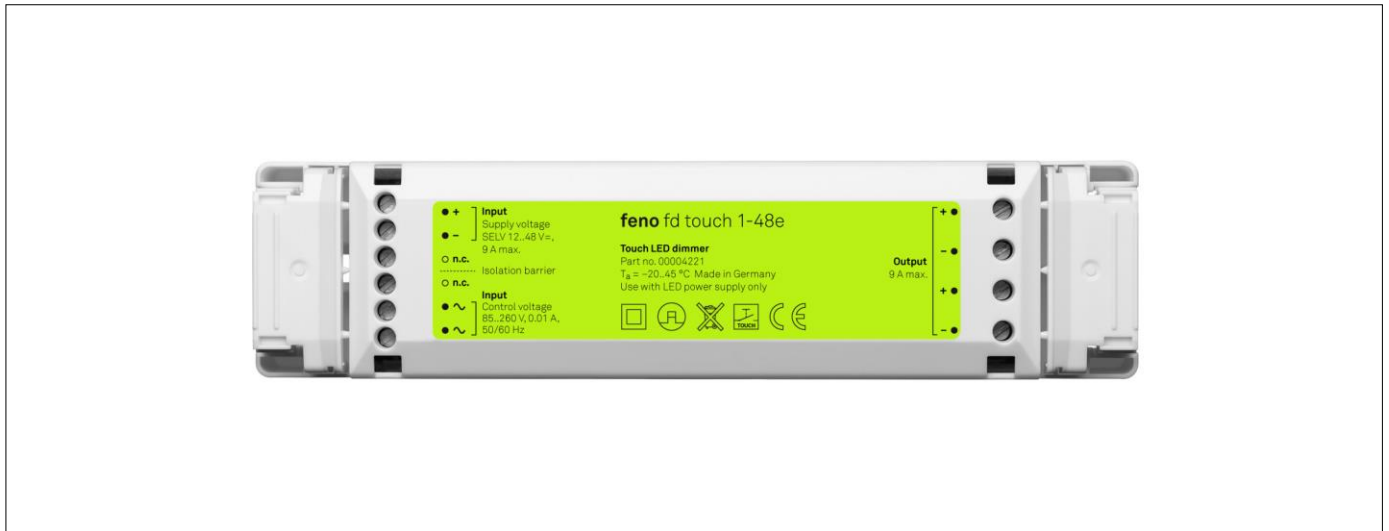 + Input
Supply voltage
– SELV 12..48 V=,
9 A max.
n.c.
Isolation barrier
n.c.
Input
~ Control voltage
85..260 V, 0.01 A,
~ 50/60 Hz
feno fd touch 1-48e
Touch LED dimmer
Part no. 00004221
Ta = –20..45 °C Made in Germany
Use with LED power supply only
TOUCH
CE
Output
9 A max.
+
–
+
–